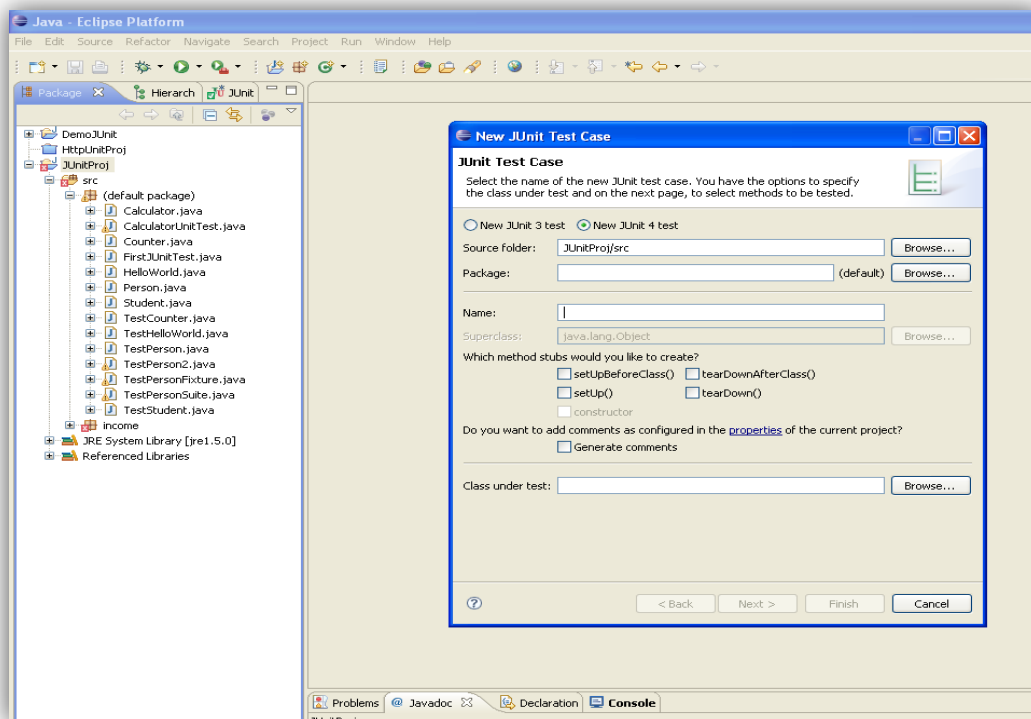 Java - Eclipse Platform
File Edit Source Refactor Navigate Search Project Run Window Help
Package Hierarch JUnit
DemoJUnit
HttpUnitProj
JUnitProj
src
(default package)
Calculator.java
CalculatorUnitTest.java
Counter.java
FirstJUnitTest.java
HelloWorld.java
Person.java
Student.java
TestCounter.java
TestHelloWorld.java
TestPerson.java
TestPerson2.java
TestPersonFixture.java
TestPersonSuite.java
TestStudent.java
income
JRE System Library [jre1.5.0]
Referenced Libraries
New JUnit Test Case
JUnit Test Case
Select the name of the new JUnit test case. You have the options to specify
the class under test and on the next page, to select methods to be tested.
New JUnit 3 test New JUnit 4 test
Source folder: JUnitProj/src Browse...
Package: (default) Browse...
Name:
Superclass: java.lang.Object Browse...
Which method stubs would you like to create?
setUpBeforeClass() tearDownAfterClass()
setUp() tearDown()
constructor
Do you want to add comments as configured in the properties of the current project?
Generate comments
Class under test: Browse...
< Back Next > Finish Cancel
Problems @ Javadoc Declaration Console